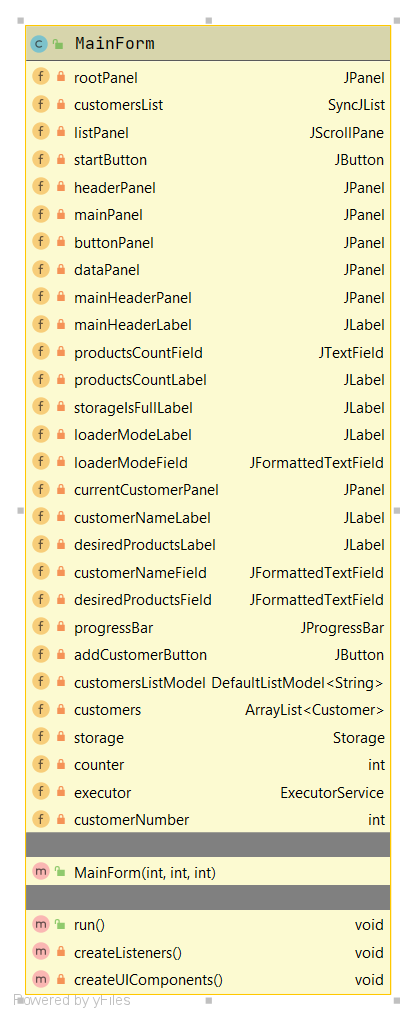 C MainForm
f rootPanel JPanel
f customersList SyncJList
f listPanel JScrollPane
f startButton JButton
f headerPanel JPanel
f mainPanel JPanel
f buttonPanel JPanel
f dataPanel JPanel
f mainHeaderPanel JPanel
f mainHeaderLabel JLabel
f productsCountField JTextField
f productsCountLabel JLabel
f storageIsFullLabel JLabel
f loaderModeLabel JLabel
f loaderModeField JFormattedTextField
f currentCustomerPanel JPanel
f customerNameLabel JLabel
f desiredProductsLabel JLabel
f customerNameField JFormattedTextField
f desiredProductsField JFormattedTextField
f progressBar JProgressBar
f addCustomerButton JButton
f customersListModel DefaultListModel<String>
f customers ArrayList<Customer>
f storage Storage
f counter int
f executor ExecutorService
f customerNumber int
m MainForm(int, int, int)
m run() void
m createListeners() void
m createUIComponents() void
Powered by yFiles